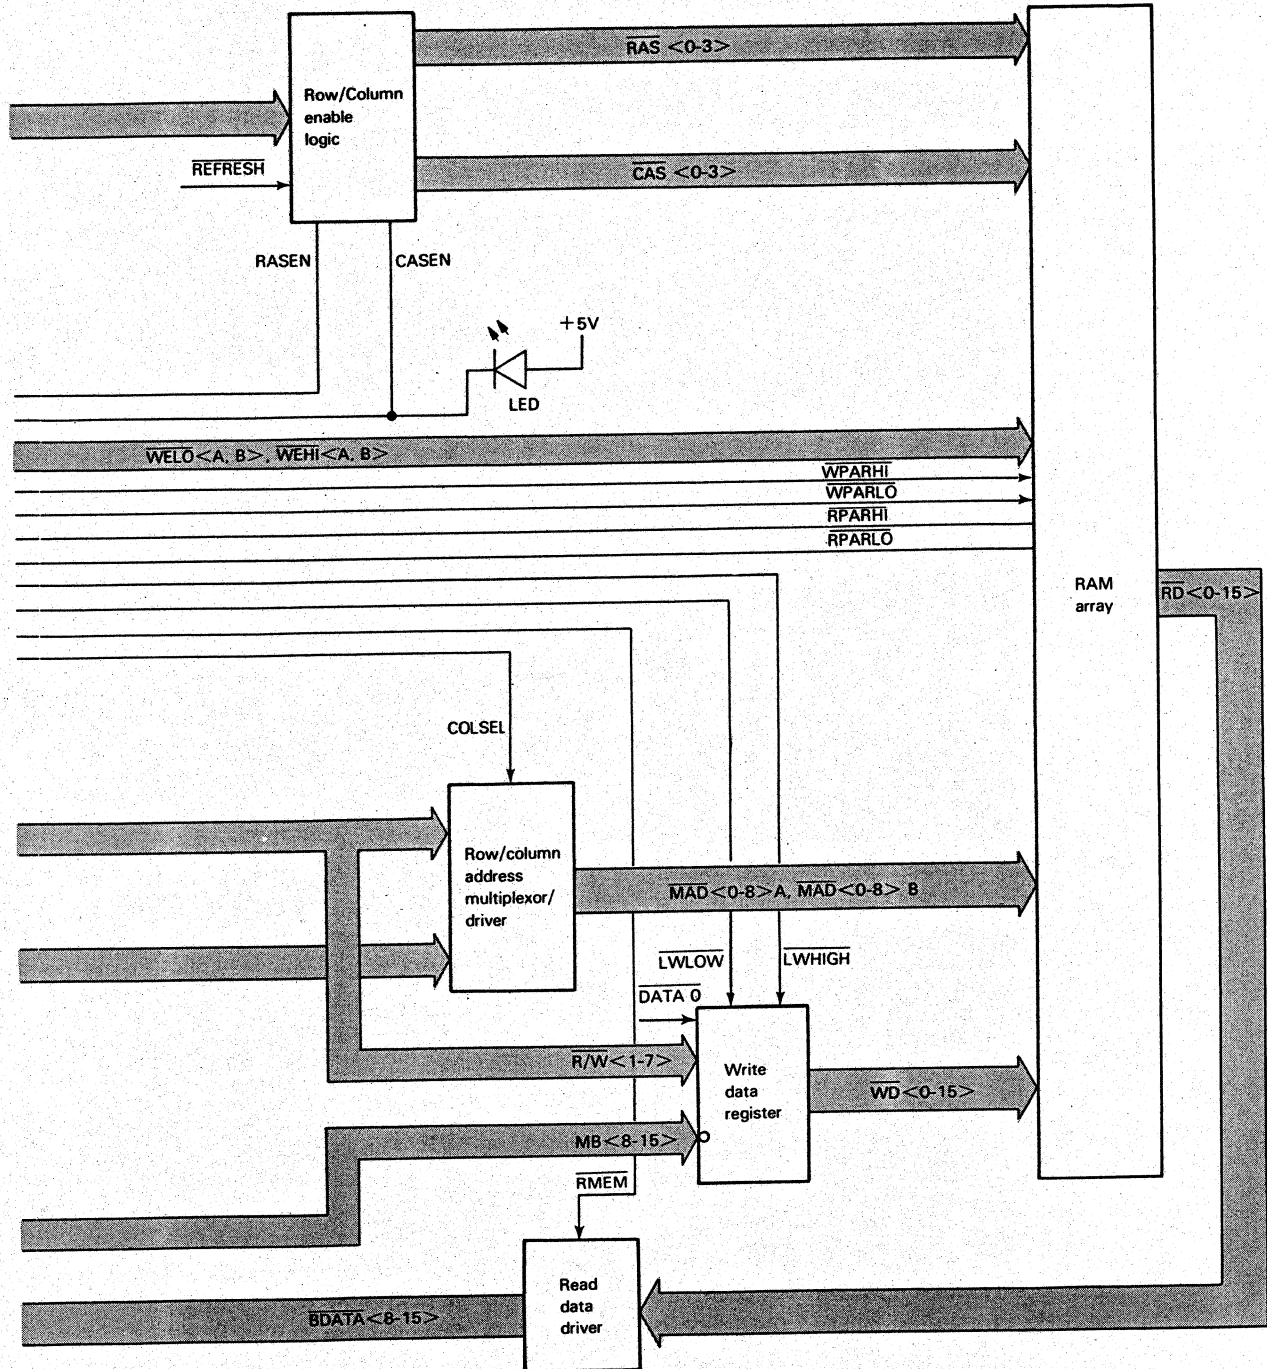 RAS <0-3>
Row/Column
enable
logic
REFRESH
CAS <0-3>
RASEN
CASEN
+5V
LED
WELO<A, B>, WEHI<A, B>
WPARHI
WPARLO
RPARHI
RPARLO
RAM
array
RD<0-15>
COLSEL
Row/column
address
multiplexor/
driver
MAD<0-8>A, MAD<0-8> B
LWLOW
LWHIGH
DATA 0
R/W<1-7>
Write
data
register
WD<0-15>
MB<8-15>
RMEM
Read
data
driver
BDATA<8-15>